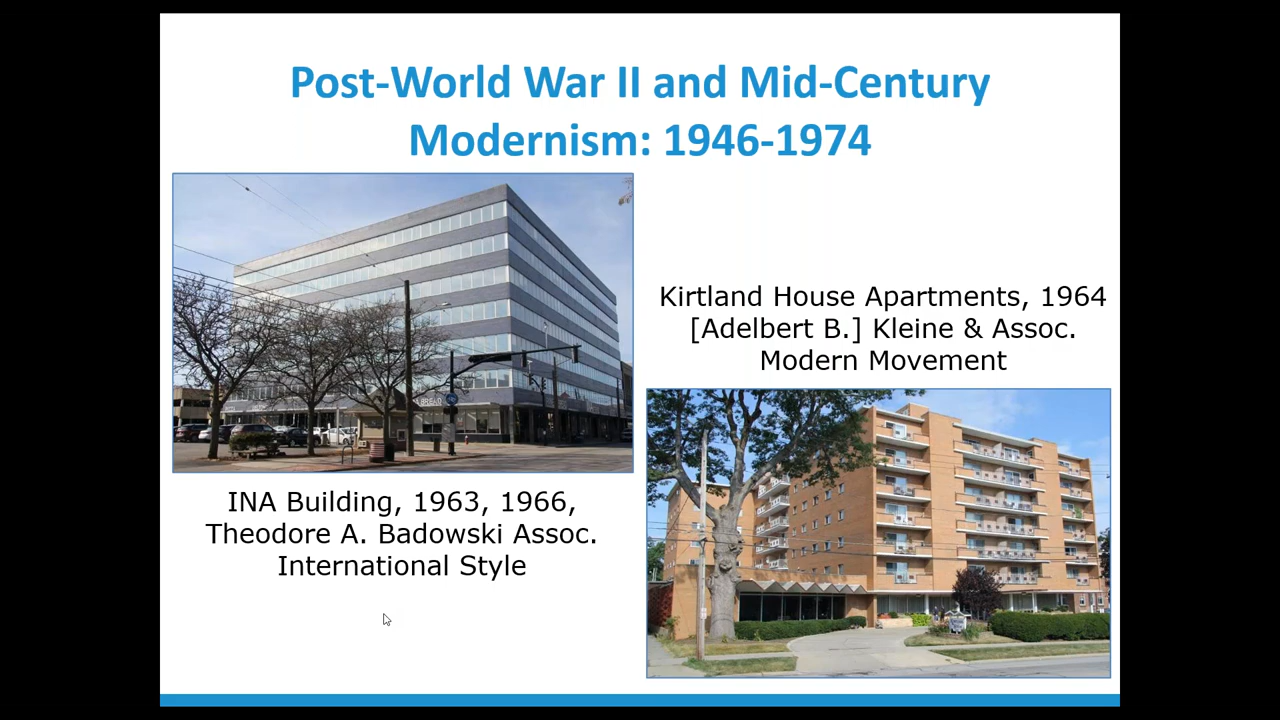 Post-World War II and Mid-Century
Modernism: 1946-1974
Kirtland House Apartments, 1964
[Adelbert B.] Kleine & Assoc.
Modern Movement
INA Building, 1963, 1966,
Theodore A. Badowski Assoc.
International Style
BREAD